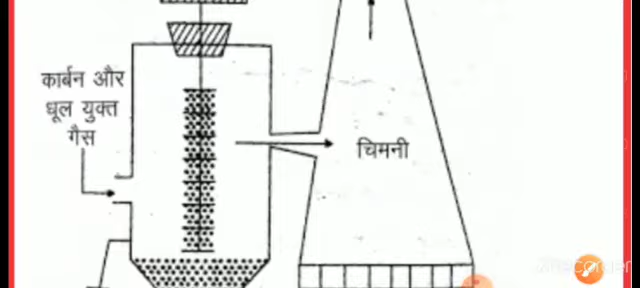 कार्बन और
धूल युक्त
गैस
चिमनी